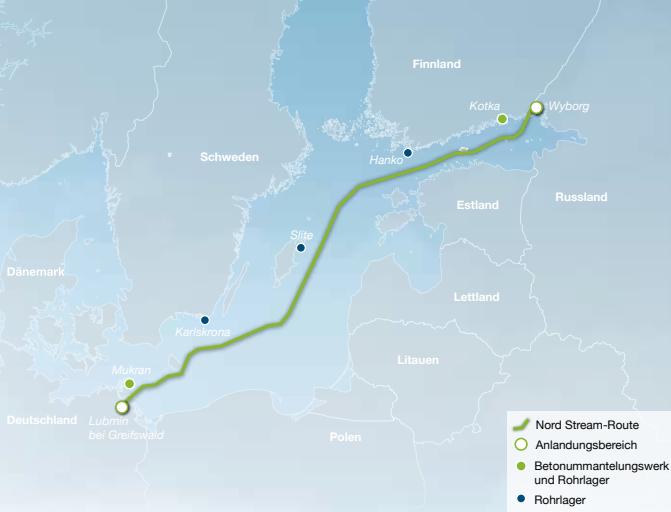 Finnland
Kotka
Wyborg
Hanko
Schweden
Russland
Estland
Slite
Dänemark
Lettland
Karlskrona
Litauen
Mukran
Deutschland
Lubmin
bei Greifswald
Polen
Nord Stream-Route
Anlandungsbereich
Betonummantelungswerk
und Rohrlager
Rohrlager